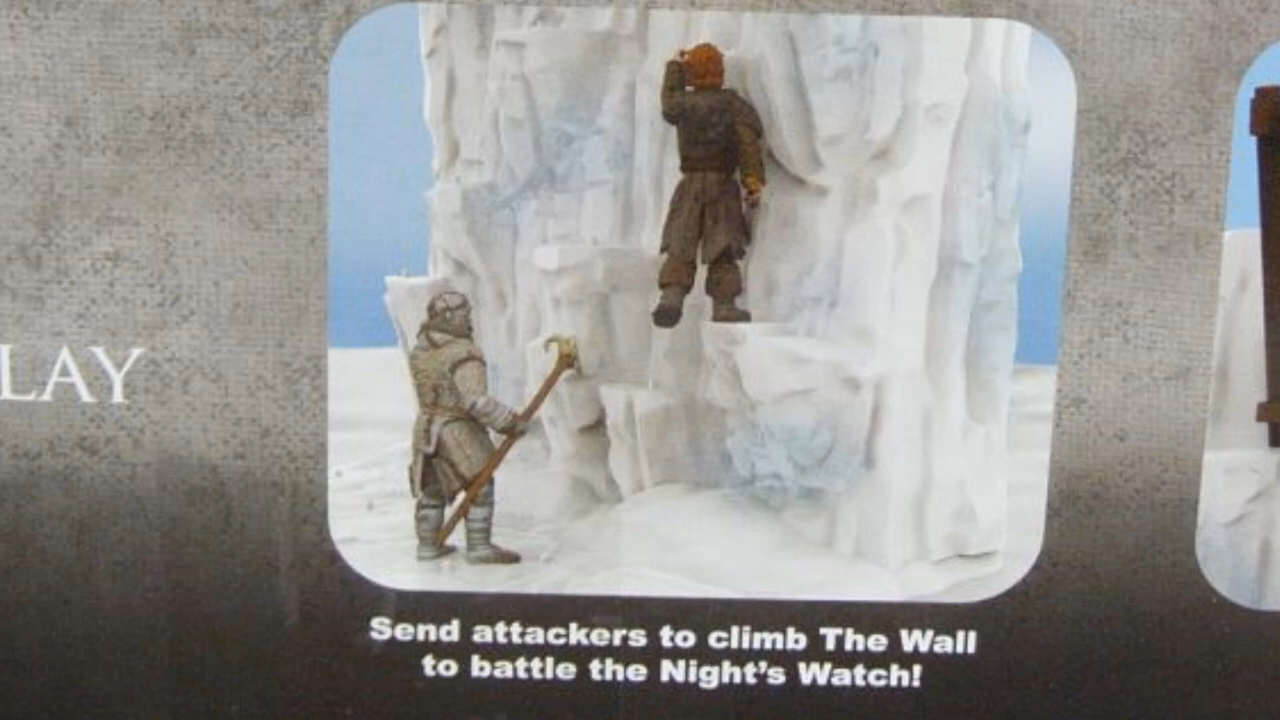 LAY
Send attackers to climb The Wall
to battle the Night's Watch!